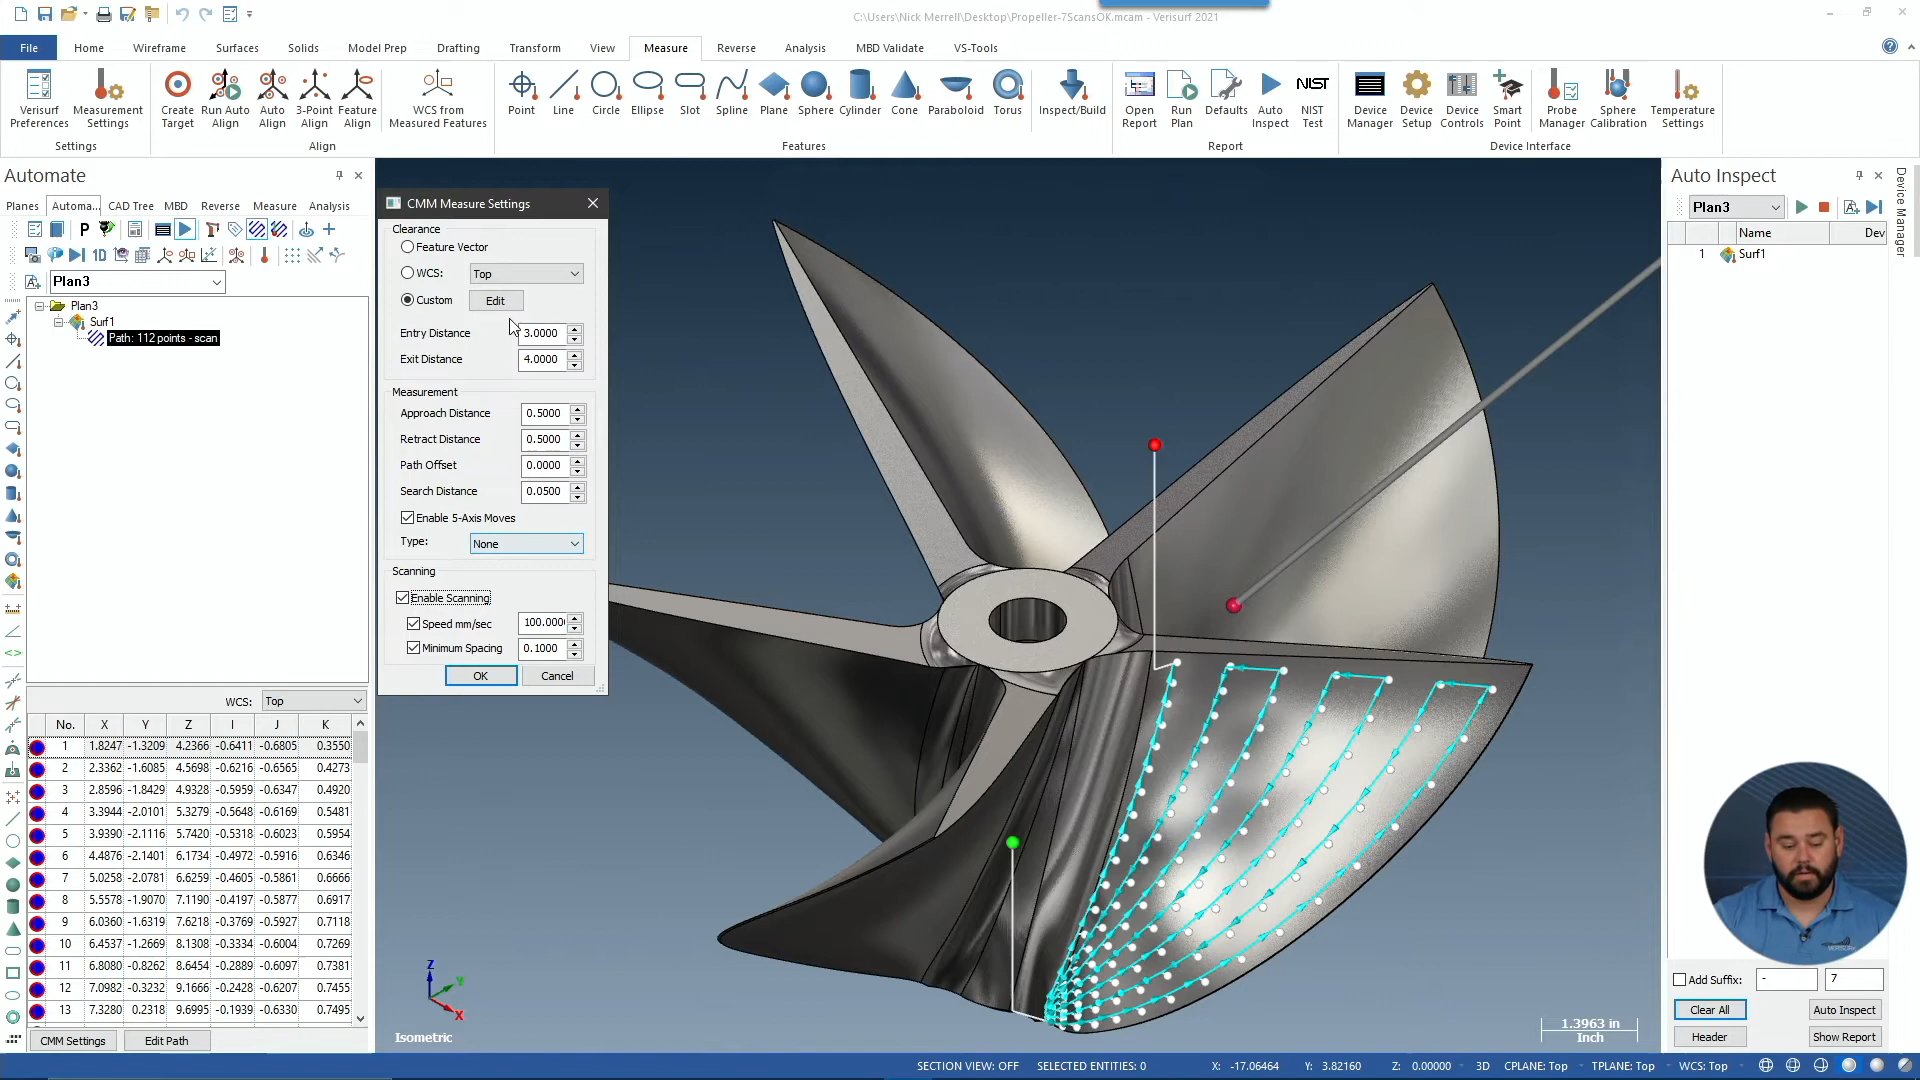 C:\Users\Nick Merrell\Desktop\Propeller-7ScansOK.mcam - Verisurf 2021
File Home Wireframe Surfaces Solids Model Prep Drafting Transform View Measure Reverse Analysis MBD Validate VS-Tools
Verisurf Preferences
Measurement Settings
Create Target
Run Auto Align
Auto Align
3-Point Align
Feature Align
WCS from Measured Features
Point
Line
Circle
Ellipse
Slot
Spline
Plane
Sphere
Cylinder
Cone
Paraboloid
Torus
Inspect/Build
Open Report
Run Plan
Defaults
Auto Inspect
NIST
NIST Test
Device Manager
Device Setup
Device Controls
Smart Point
Probe Manager
Sphere Calibration
Temperature Settings
Settings
Align
Features
Report
Device Interface
Automate
Planes Automa... CAD Tree MBD Reverse Measure Analysis
P
1D
Plan3
Plan3
Surf1
Path: 112 points - scan
WCS: Top
No. X Y Z I J K
1 1.8247 -1.3209 4.2366 -0.6411 -0.6805 0.3550
2 2.3362 -1.6085 4.5698 -0.6216 -0.6565 0.4273
3 2.8596 -1.8429 4.9328 -0.5959 -0.6347 0.4920
4 3.3944 -2.0101 5.3279 -0.5648 -0.6169 0.5481
5 3.9390 -2.1116 5.7420 -0.5318 -0.6023 0.5954
6 4.4876 -2.1401 6.1734 -0.4972 -0.5916 0.6346
7 5.0258 -2.0781 6.6259 -0.4605 -0.5861 0.6666
8 5.5578 -1.9070 7.1190 -0.4197 -0.5877 0.6917
9 6.0360 -1.6319 7.6218 -0.3769 -0.5927 0.7118
10 6.4537 -1.2669 8.1308 -0.3334 -0.6004 0.7269
11 6.8080 -0.8262 8.6454 -0.2889 -0.6097 0.7381
12 7.0982 -0.3232 9.1666 -0.2428 -0.6207 0.7455
13 7.3280 0.2318 9.6995 -0.1939 -0.6330 0.7495
CMM Settings
Edit Path
CMM Measure Settings
Clearance
Feature Vector
WCS: Top
Custom Edit
Entry Distance 3.0000
Exit Distance 4.0000
Measurement
Approach Distance 0.5000
Retract Distance 0.5000
Path Offset 0.0000
Search Distance 0.0500
Enable 5-Axis Moves
Type: None
Scanning
Enable Scanning
Speed mm/sec 100.000
Minimum Spacing 0.1000
OK Cancel
Z
Y
X
Isometric
1.3963 in
Inch
Auto Inspect
Plan3
Name Dev
1 Surf1
Device Manager
Add Suffix: - 7
Clear All Auto Inspect
Header Show Report
SECTION VIEW: OFF SELECTED ENTITIES: 0 X: -17.06464 Y: 3.82160 Z: 0.00000 3D CPLANE: Top TPLANE: Top WCS: Top